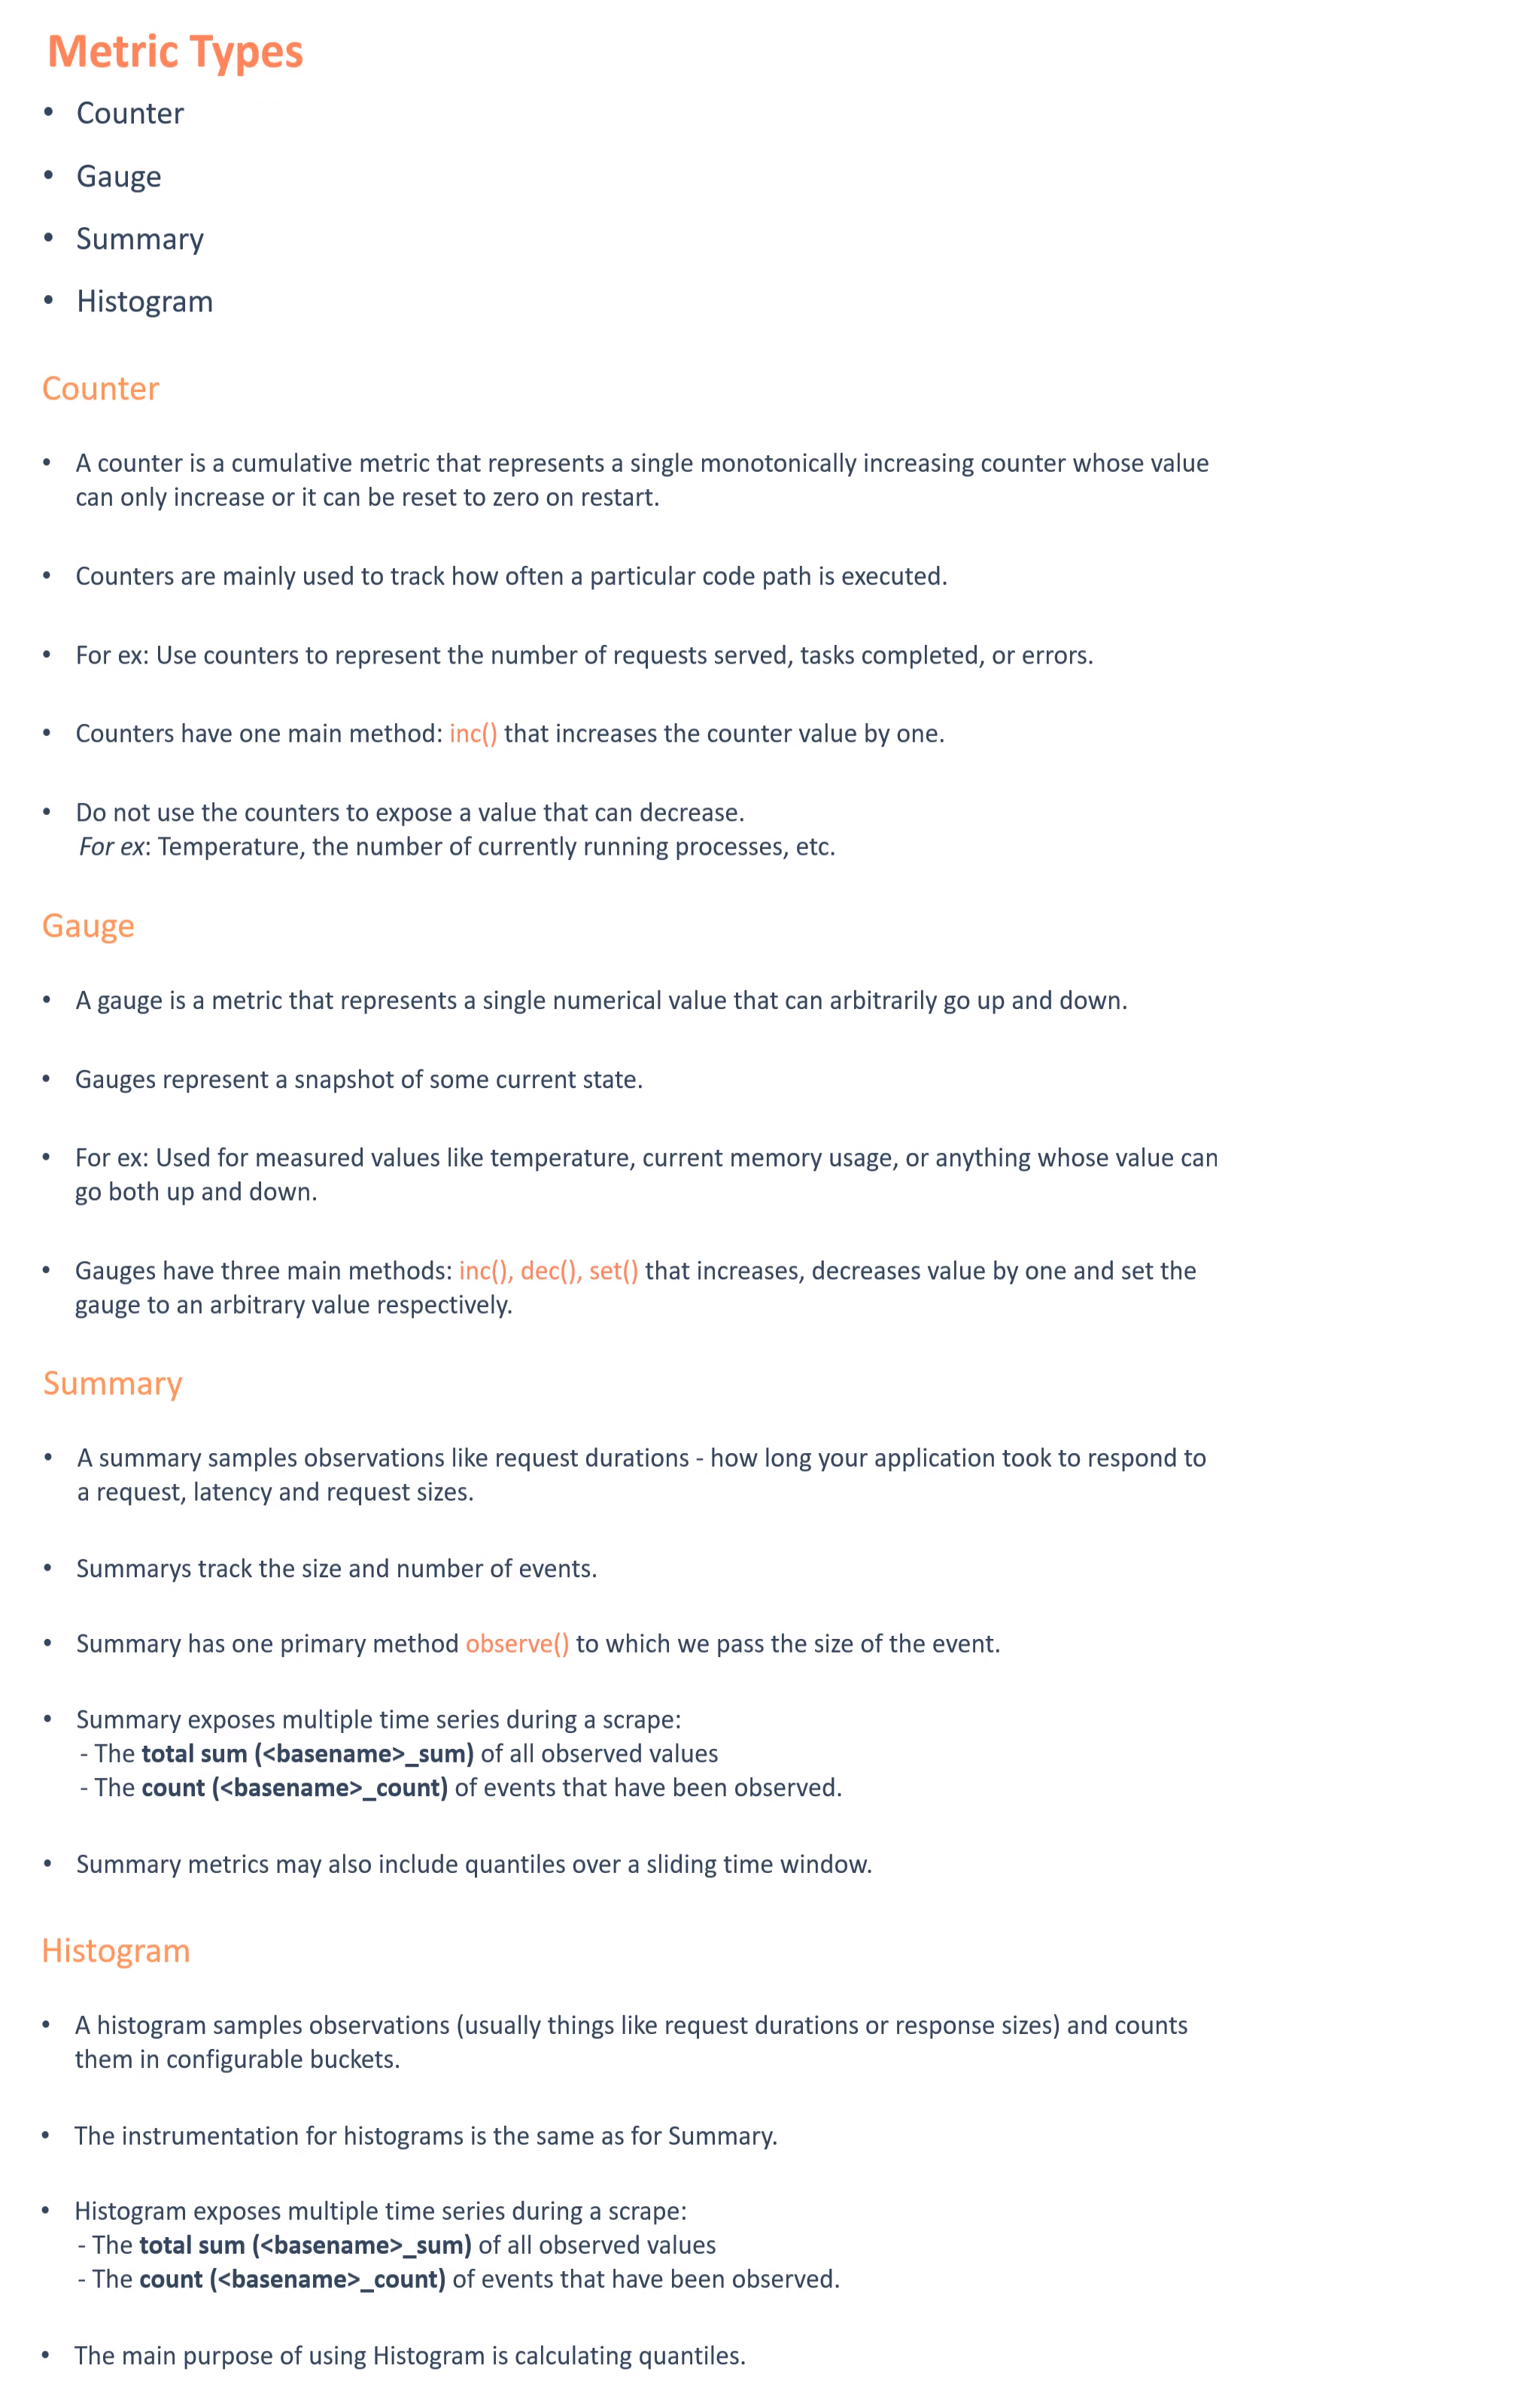 Metric Types
• Counter
• Gauge
• Summary
• Histogram
Counter
• A counter is a cumulative metric that represents a single monotonically increasing counter whose value
can only increase or it can be reset to zero on restart.
• Counters are mainly used to track how often a particular code path is executed.
• For ex: Use counters to represent the number of requests served, tasks completed, or errors.
• Counters have one main method: inc() that increases the counter value by one.
• Do not use the counters to expose a value that can decrease.
For ex: Temperature, the number of currently running processes, etc.
Gauge
• A gauge is a metric that represents a single numerical value that can arbitrarily go up and down.
• Gauges represent a snapshot of some current state.
• For ex: Used for measured values like temperature, current memory usage, or anything whose value can
go both up and down.
• Gauges have three main methods: inc(), dec(), set() that increases, decreases value by one and set the
gauge to an arbitrary value respectively.
Summary
• A summary samples observations like request durations - how long your application took to respond to
a request, latency and request sizes.
• Summarys track the size and number of events.
• Summary has one primary method observe() to which we pass the size of the event.
• Summary exposes multiple time series during a scrape:
- The total sum (<basename>_sum) of all observed values
- The count (<basename>_count) of events that have been observed.
• Summary metrics may also include quantiles over a sliding time window.
Histogram
• A histogram samples observations (usually things like request durations or response sizes) and counts
them in configurable buckets.
• The instrumentation for histograms is the same as for Summary.
• Histogram exposes multiple time series during a scrape:
- The total sum (<basename>_sum) of all observed values
- The count (<basename>_count) of events that have been observed.
• The main purpose of using Histogram is calculating quantiles.